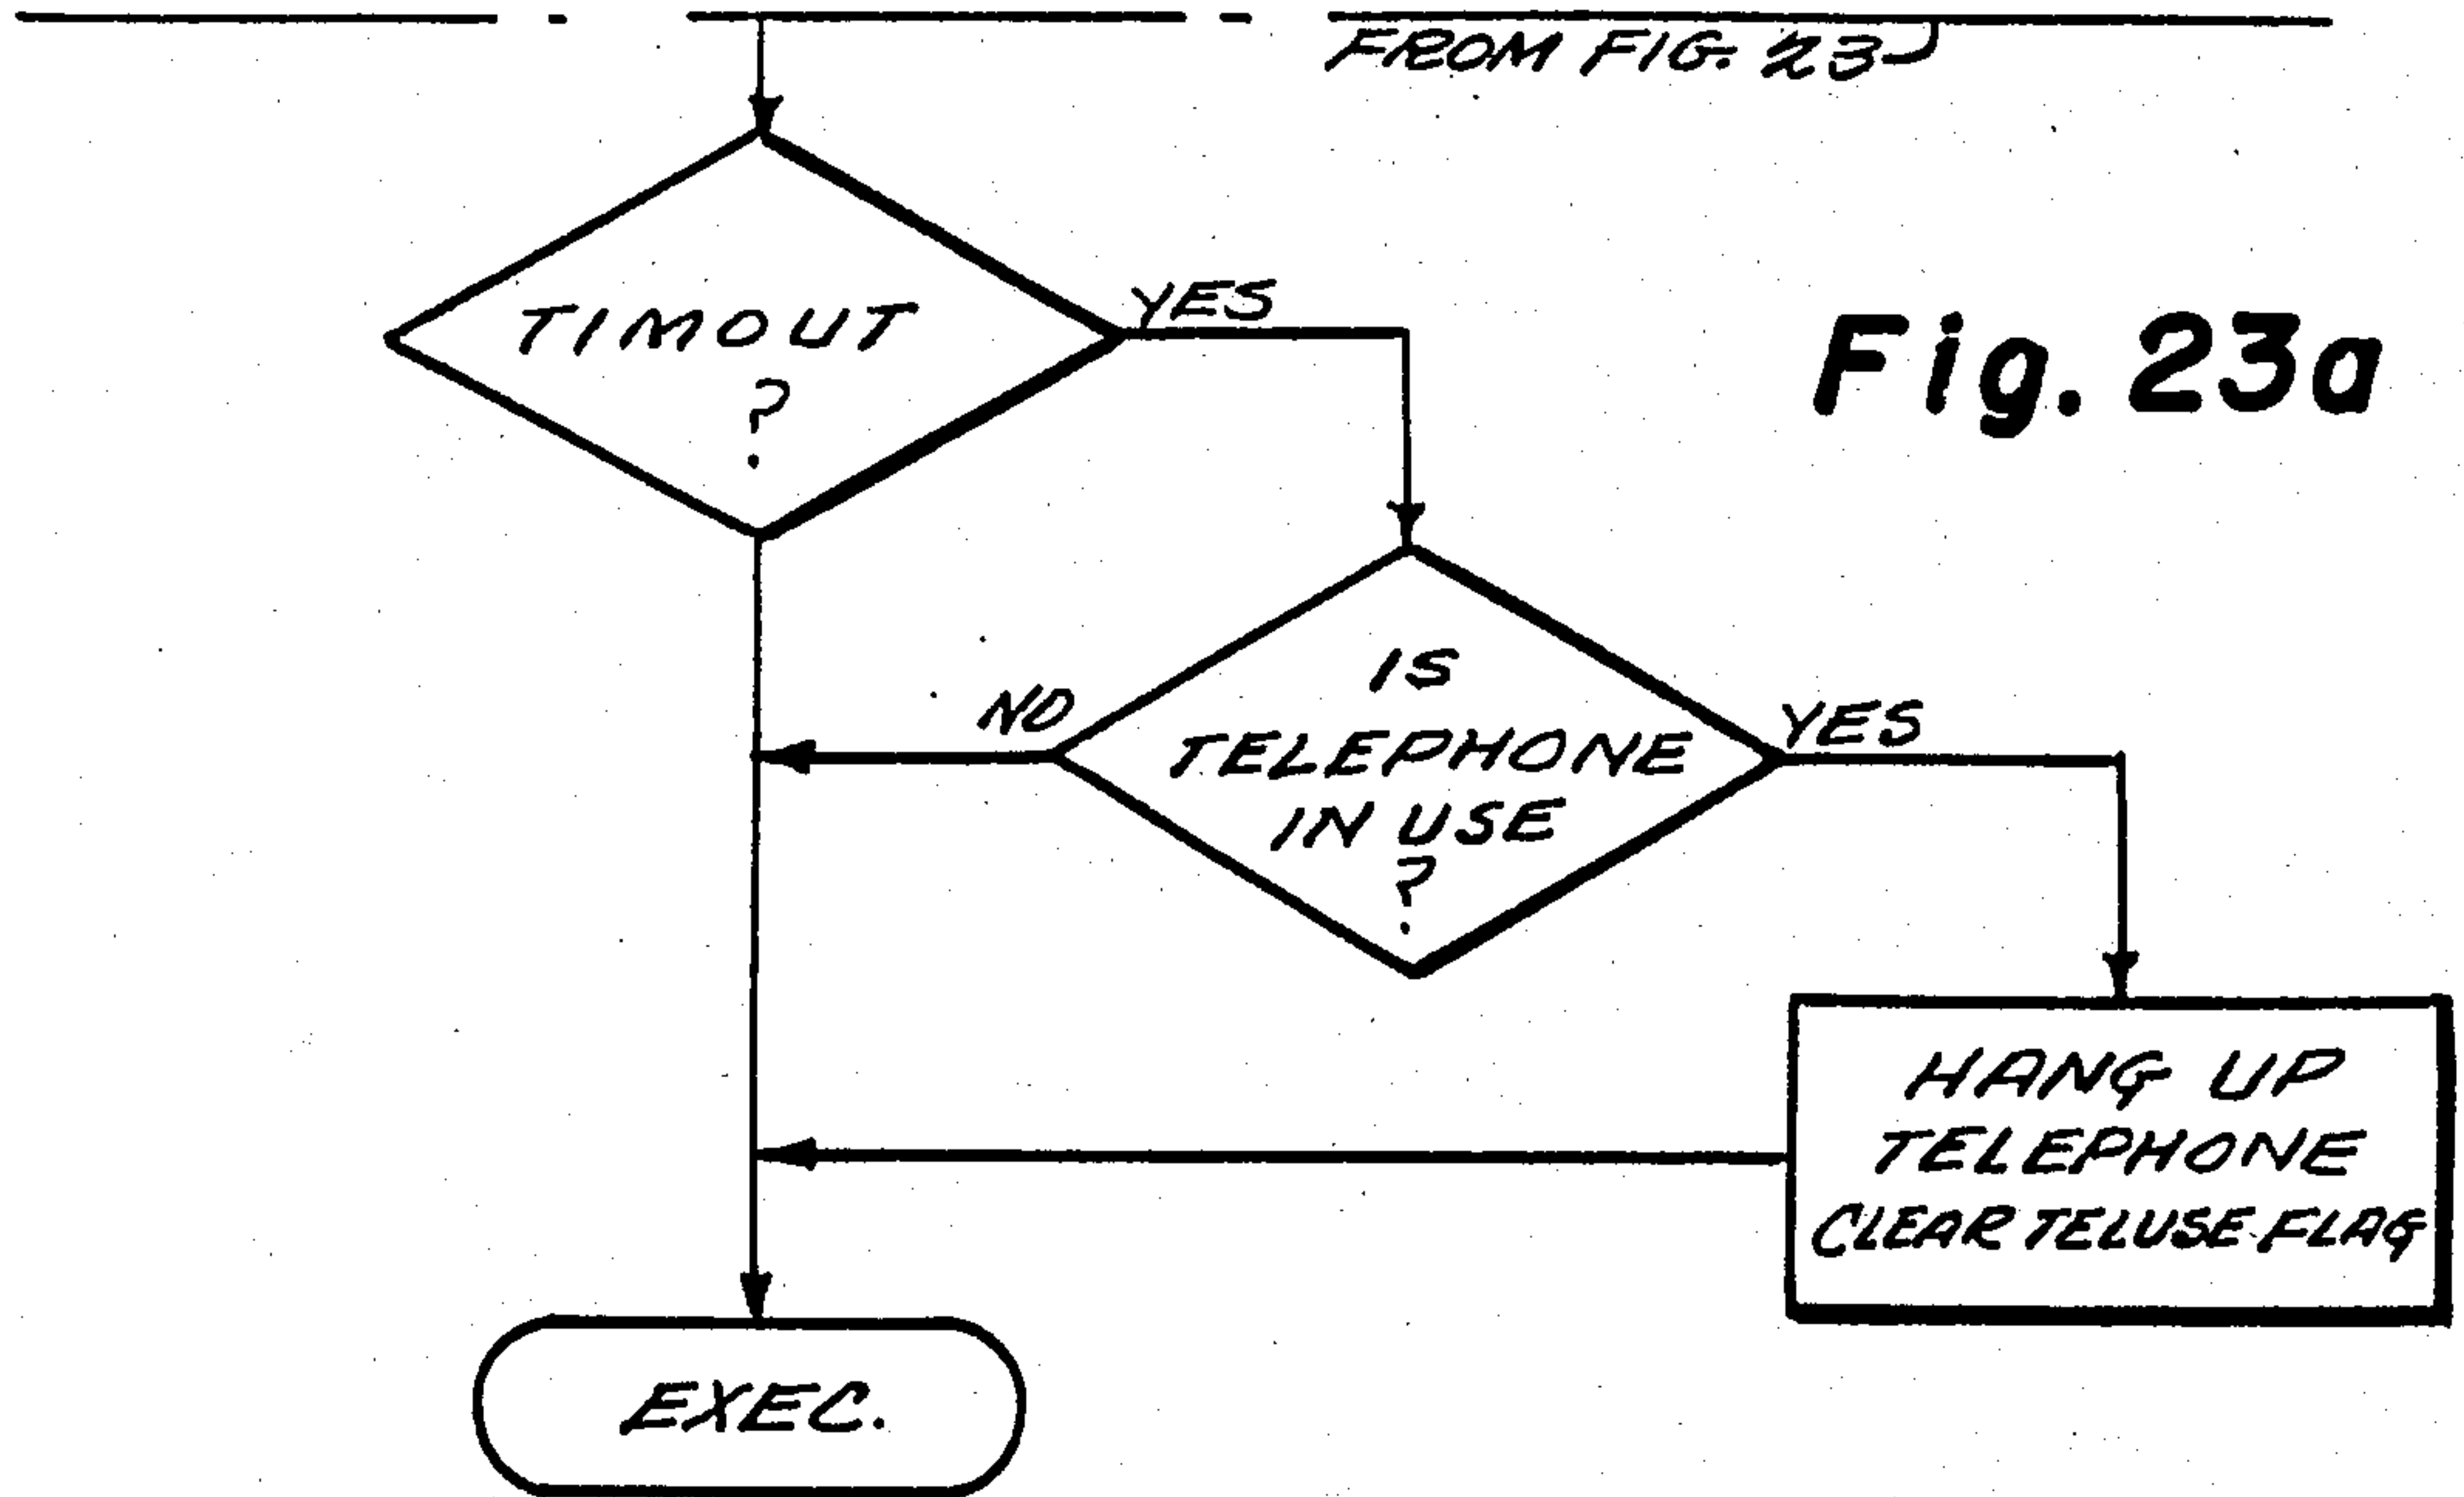 FROM FIG. 23
TIMOUT
?
YES
Fig. 23a
IS
TELEPHONE
IN USE
?
NO
YES
HANG UP
TELEPHONE
CLEAR TELUSE FLAG
EXEC.